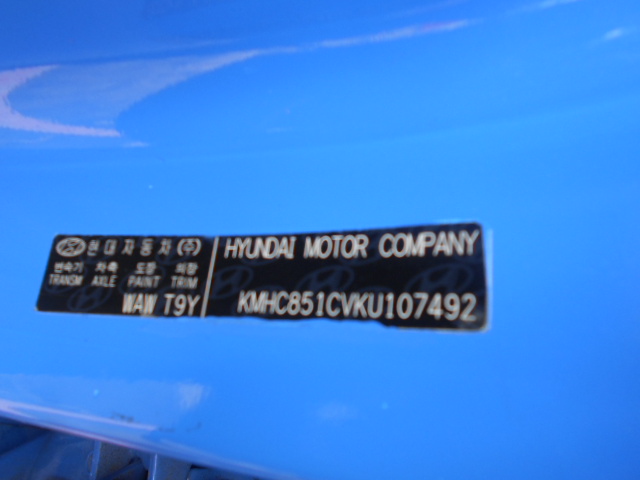 현대자동차(주)
변속기 차축 도장 의장
TRANSM AXLE PAINT TRIM
WAW T9Y
HYUNDAI MOTOR COMPANY
KMHC851CVKU107492